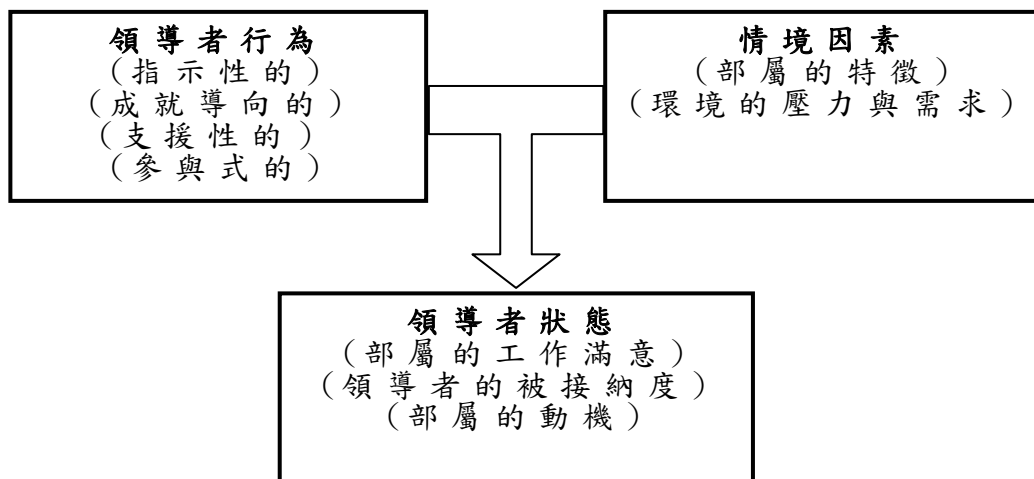 領導者行為
(指示性的)
(成就導向的)
(支援性的)
(參與式的)
情境因素
(部屬的特徵)
(環境的壓力與需求)
領導者狀態
(部屬的工作滿意)
(領導者的被接納度)
(部屬的動機)